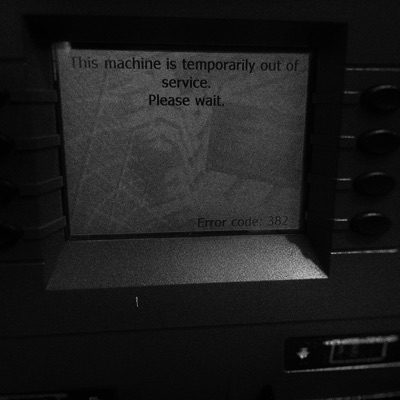 This machine is temporarily out of
service.
Please wait.
Error code: 382